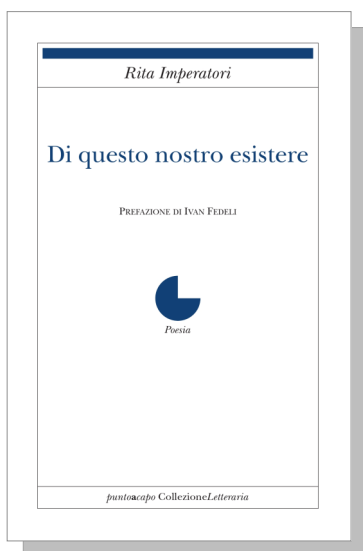 Rita Imperatori
Di questo nostro esistere
Prefazione di Ivan Fedeli
Poesia
puntoacapo CollezioneLetteraria